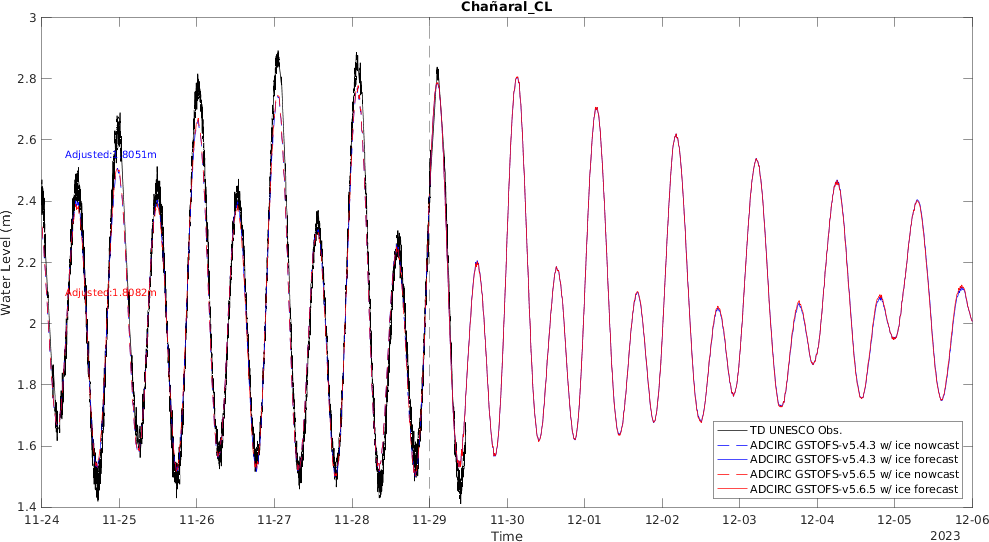 Chañaral_CL
3
2.8
2.6
2.4
2.2
2
1.8
1.6
1.4
Water Level (m)
Adjusted:1.8051m
Adjusted:1.8082m
TD UNESCO Obs.
ADCIRC GSTOFS-v5.4.3 w/ ice nowcast
ADCIRC GSTOFS-v5.4.3 w/ ice forecast
ADCIRC GSTOFS-v5.6.5 w/ ice nowcast
ADCIRC GSTOFS-v5.6.5 w/ ice forecast
11-24 11-25 11-26 11-27 11-28 11-29 11-30 12-01 12-02 12-03 12-04 12-05 12-06
Time
2023